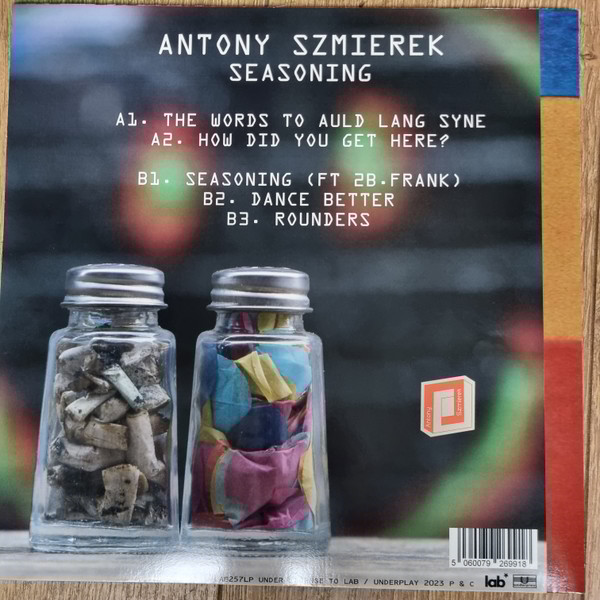 ANTONY SZMIEREK
SEASONING
A1. THE WORDS TO AULD LANG SYNE
A2. HOW DID YOU GET HERE?
B1. SEASONING (FT 2B.FRANK)
B2. DANCE BETTER
B3. ROUNDERS
Antony
Szmierek
5 060079 269918
TO LAB / UNDERPLAY 2023 P & C lab